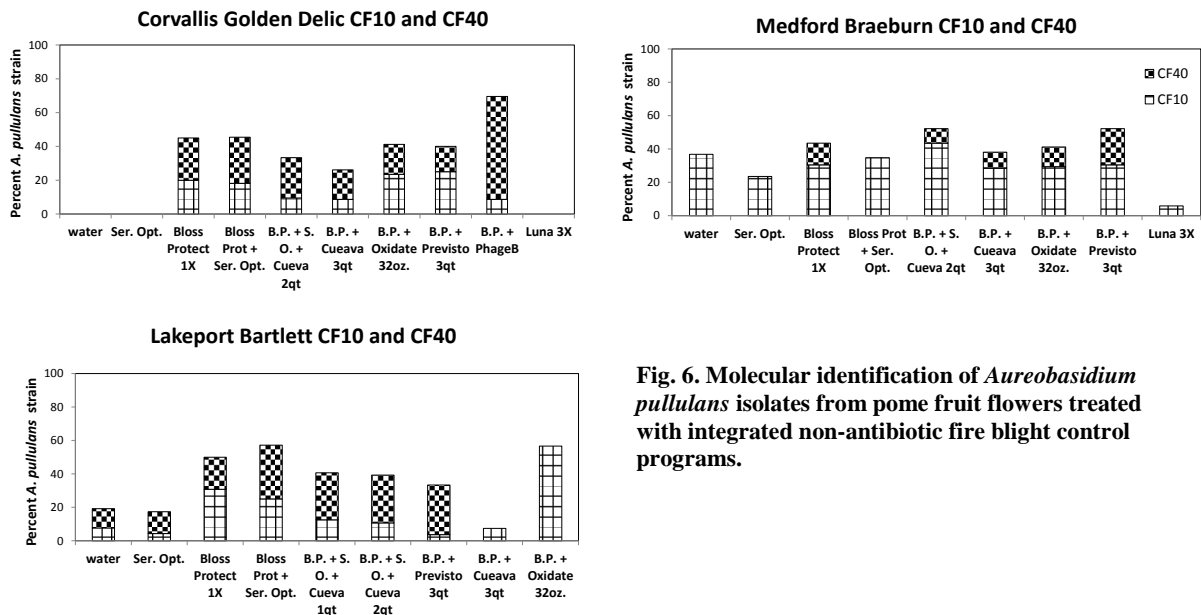 Corvallis Golden Delic CF10 and CF40
Percent A. pullulans strain
100
80
60
40
20
0
water Ser. Opt. Bloss Bloss B.P. + S. B.P. + B.P. + B.P. + B.P. + Luna 3X
Protect Prot + O. + Cueava Oxidate Previsto PhageB
1X Ser. Opt. Cueva 3qt 32oz. 3qt
2qt
Medford Braeburn CF10 and CF40
Percent A. pullulans strain
100
80
60
40
20
0
CF40
CF10
water Ser. Opt. Bloss Bloss Prot B.P. + S. B.P. + B.P. + B.P. + Luna 3X
Protect + Ser. O. + Cueava Oxidate Previsto
1X Opt. Cueva 2qt 3qt 32oz. 3qt
Lakeport Bartlett CF10 and CF40
Percent A. pullulans strain
100
80
60
40
20
0
water Ser. Opt. Bloss Bloss B.P. + S. B.P. + S. B.P. + B.P. + B.P. +
Protect Prot + O. + O. + Previsto Cueava Oxidate
1X Ser. Opt. Cueva Cueva 3qt 3qt 32oz.
1qt 2qt
Fig. 6. Molecular identification of Aureobasidium
pullulans isolates from pome fruit flowers treated
with integrated non-antibiotic fire blight control
programs.